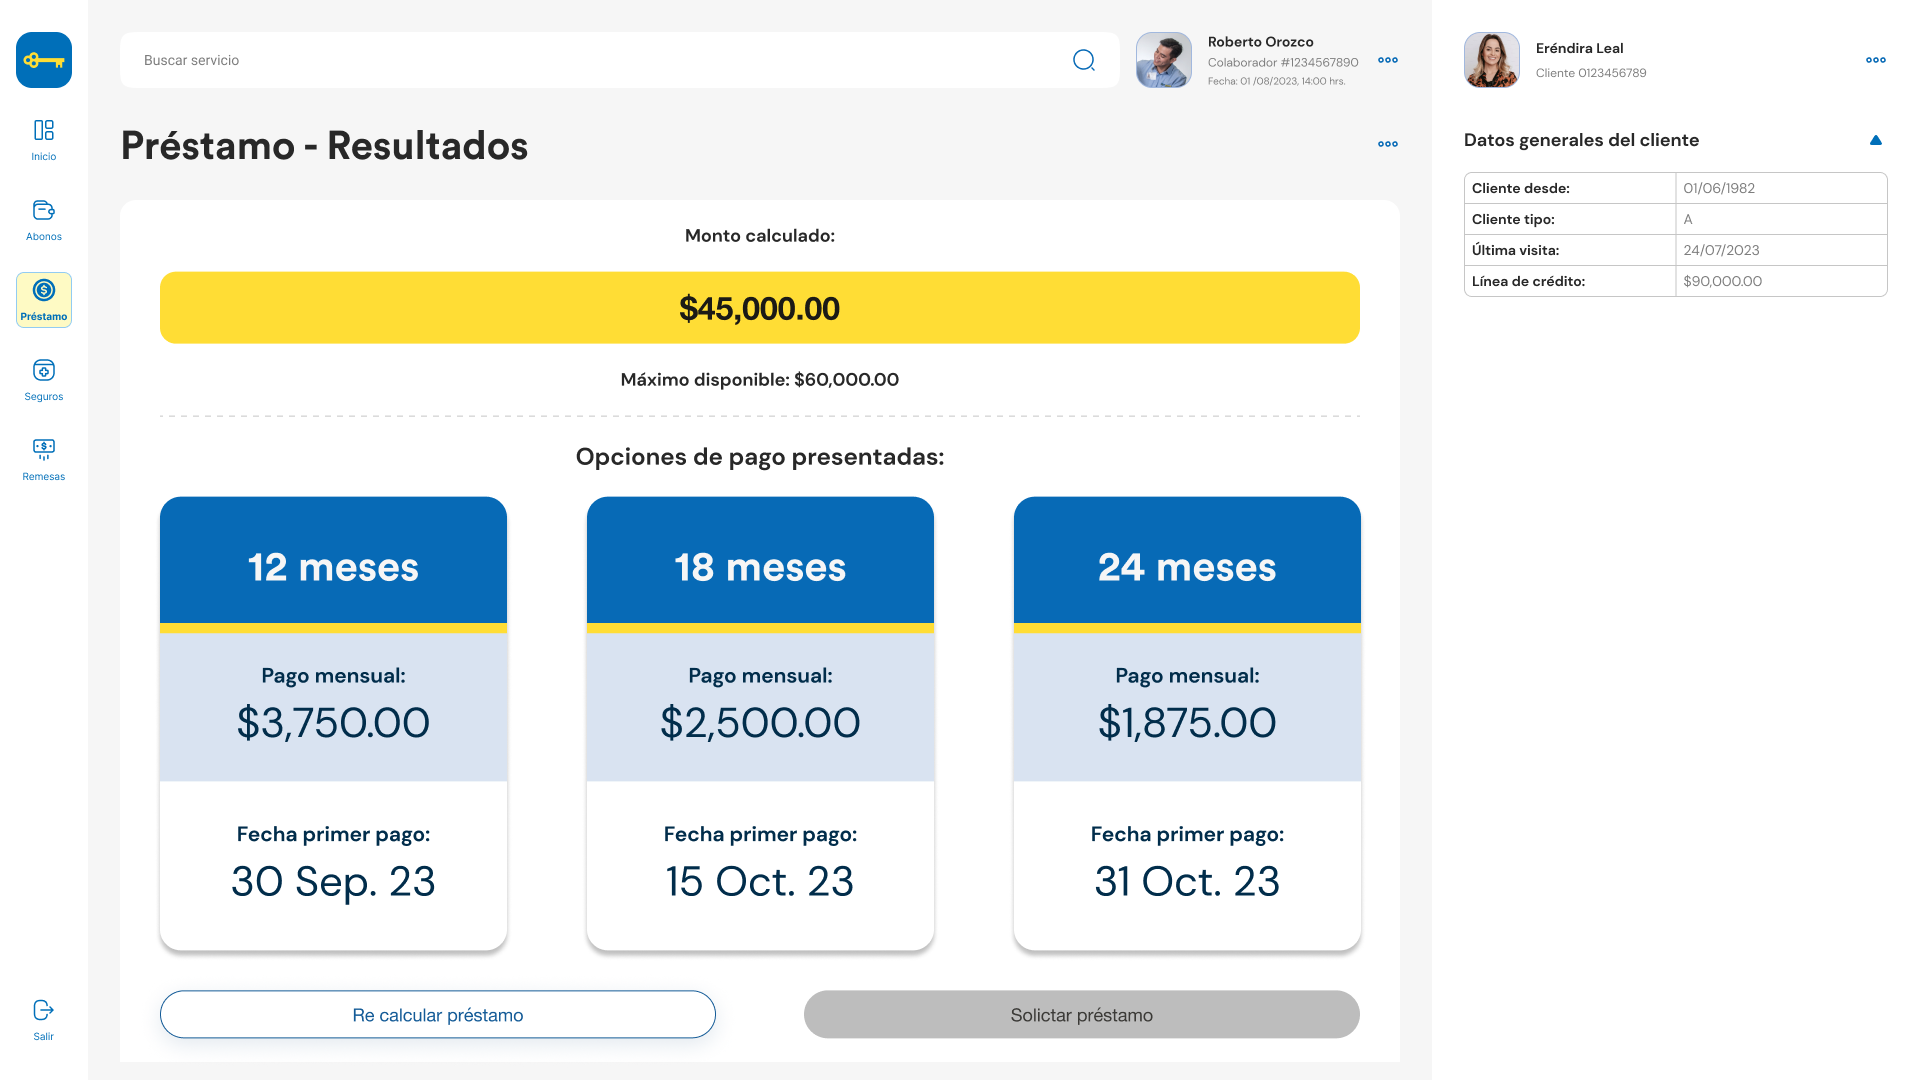 Inicio
Abonos
Préstamo
Seguros
Remesas
Salir
Buscar servicio
Roberto Orozco
Colaborador #1234567890
Fecha: 01 /08/2023, 14:00 hrs.
Préstamo - Resultados
Monto calculado:
$45,000.00
Máximo disponible: $60,000.00
Opciones de pago presentadas:
12 meses
Pago mensual:
$3,750.00
Fecha primer pago:
30 Sep. 23
18 meses
Pago mensual:
$2,500.00
Fecha primer pago:
15 Oct. 23
24 meses
Pago mensual:
$1,875.00
Fecha primer pago:
31 Oct. 23
Re calcular préstamo
Solictar préstamo
Eréndira Leal
Cliente 0123456789
Datos generales del cliente
Cliente desde: 01/06/1982
Cliente tipo: A
Última visita: 24/07/2023
Línea de crédito: $90,000.00